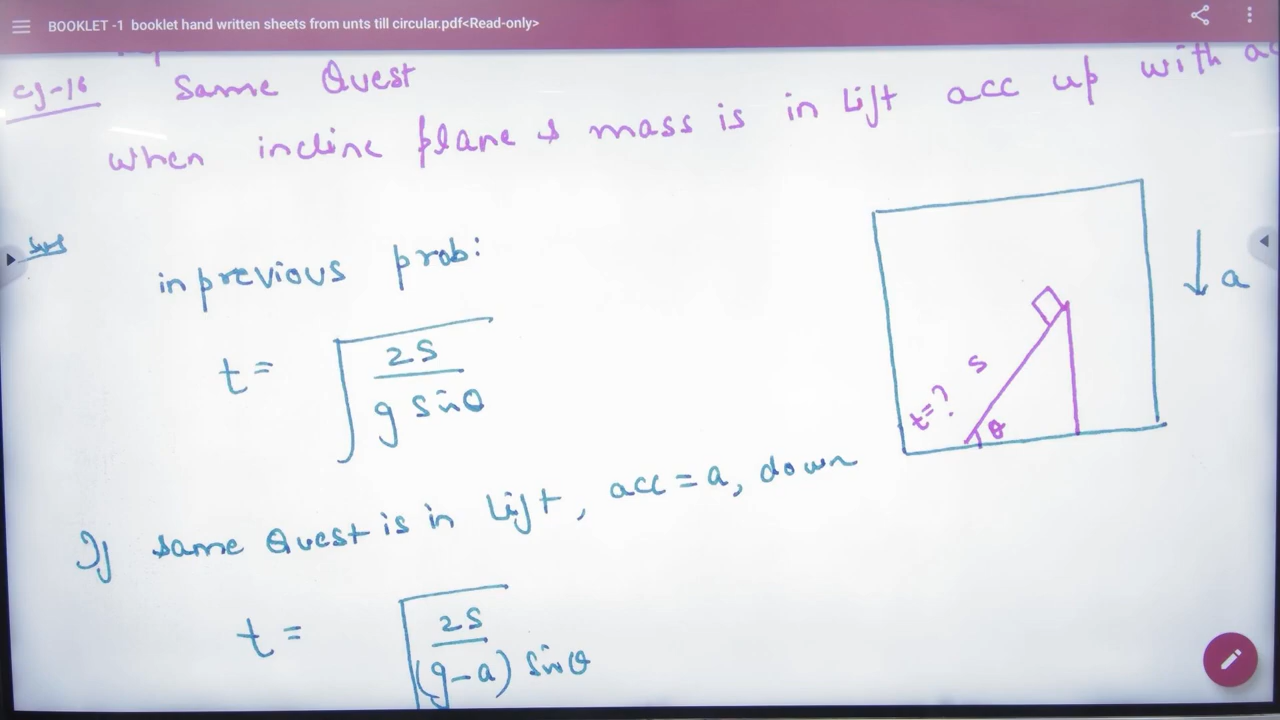 BOOKLET -1 booklet hand written sheets from unts till circular.pdf<Read-only>
eg-16 Same Quest
when incline plane & mass is in Lift acc up with
in previous prob:
t = √(2S / g sinθ)
a
S
t=?
θ
If same Quest is in Lift, acc = a, down
t = √(2S / (g-a) sinθ)